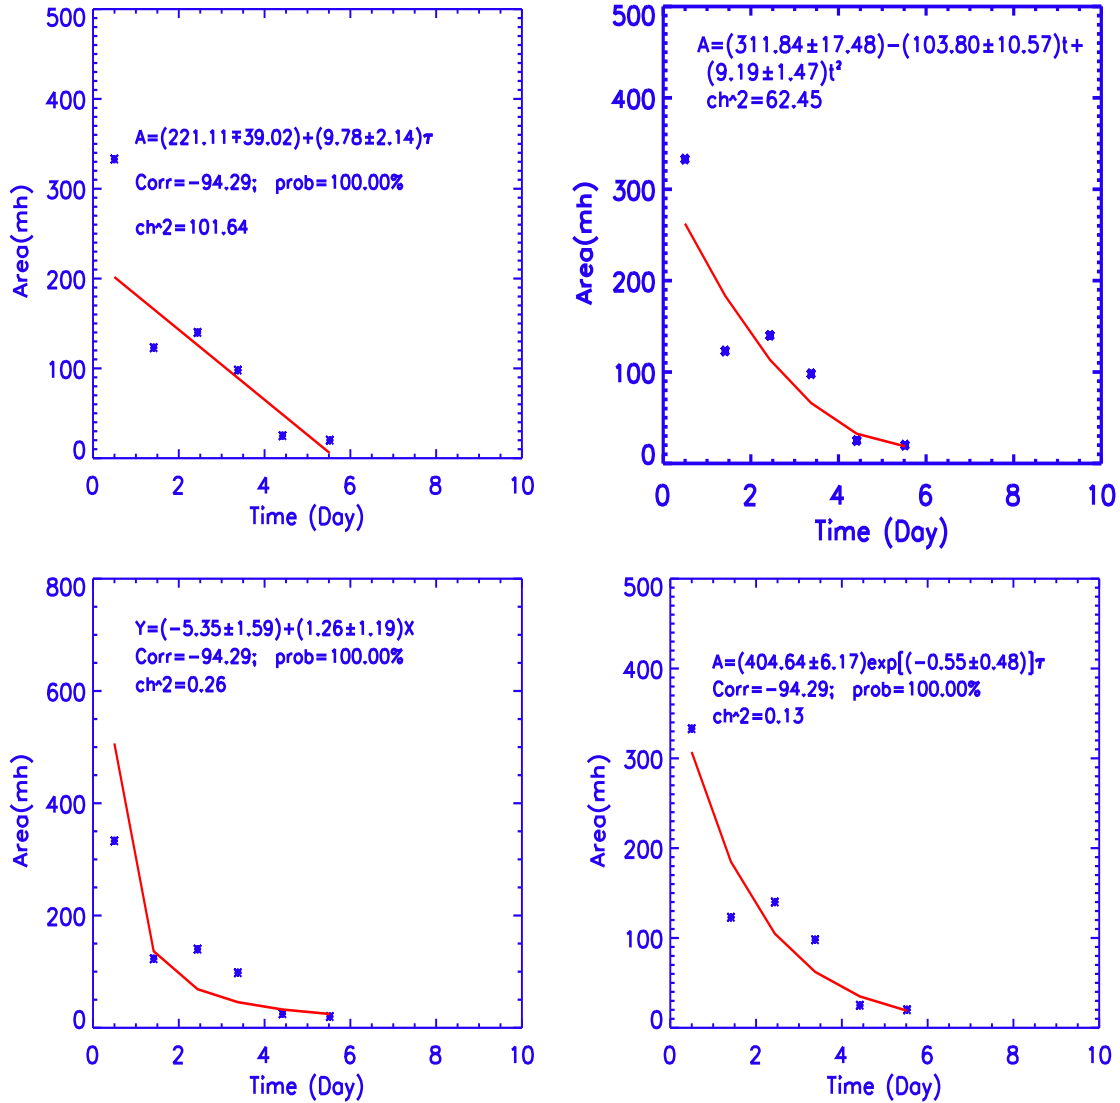 500
400
300
200
100
0
Area(mh)
A=(221.11∓39.02)+(9.78±2.14)τ
Corr=-94.29; prob=100.00%
ch^2=101.64
0 2 4 6 8 10
Time (Day)
500
400
300
200
100
0
Area(mh)
A=(311.84±17.48)-(103.80±10.57)t+
(9.19±1.47)t²
ch^2=62.45
0 2 4 6 8 10
Time (Day)
800
600
400
200
0
Area(mh)
Y=(-5.35±1.59)+(1.26±1.19)X
Corr=-94.29; prob=100.00%
ch^2=0.26
0 2 4 6 8 10
Time (Day)
500
400
300
200
100
0
Area(mh)
A=(404.64±6.17)exp[(-0.55±0.48)]τ
Corr=-94.29; prob=100.00%
ch^2=0.13
0 2 4 6 8 10
Time (Day)